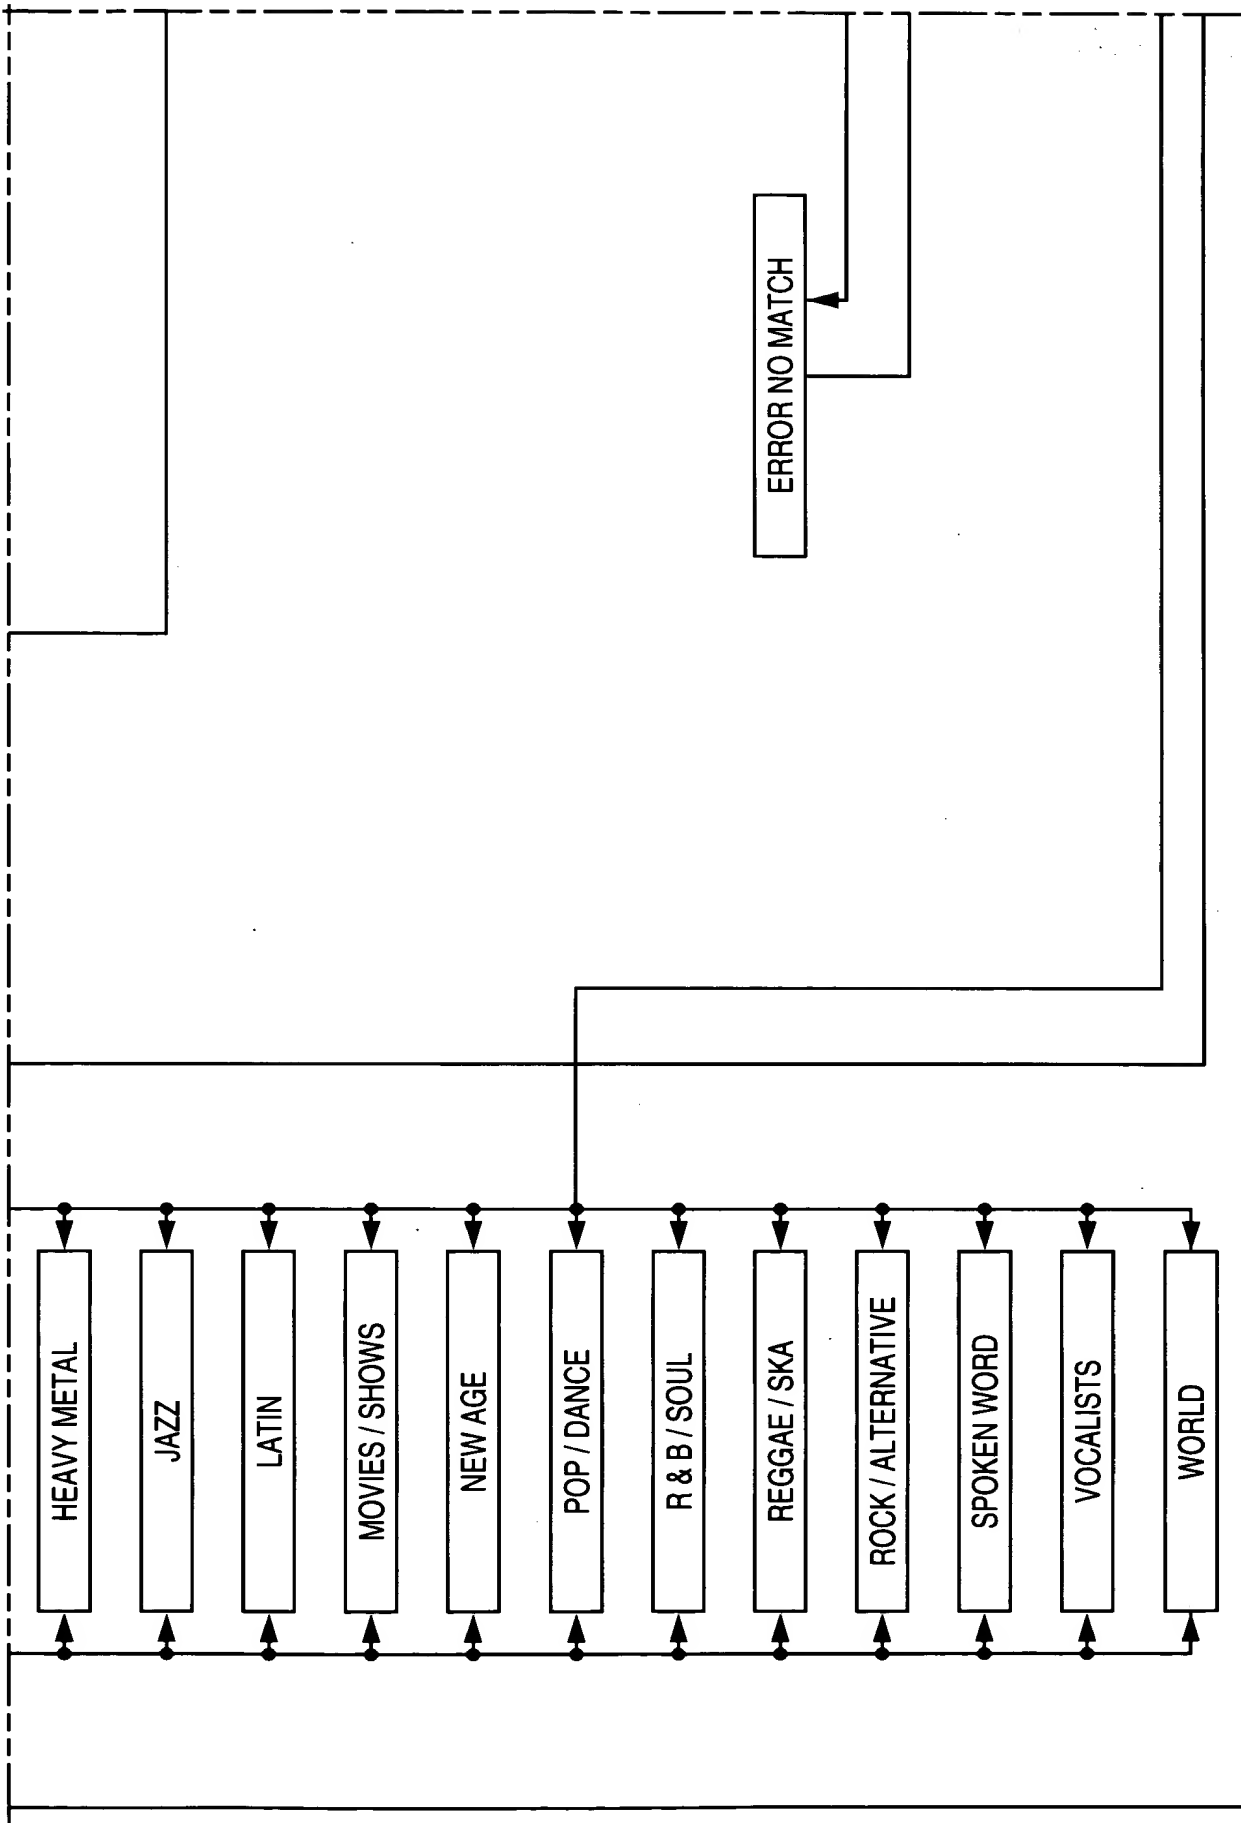 HEAVY METAL
JAZZ
LATIN
MOVIES / SHOWS
NEW AGE
POP / DANCE
R & B / SOUL
REGGAE / SKA
ROCK / ALTERNATIVE
SPOKEN WORD
VOCALISTS
WORLD
ERROR NO MATCH